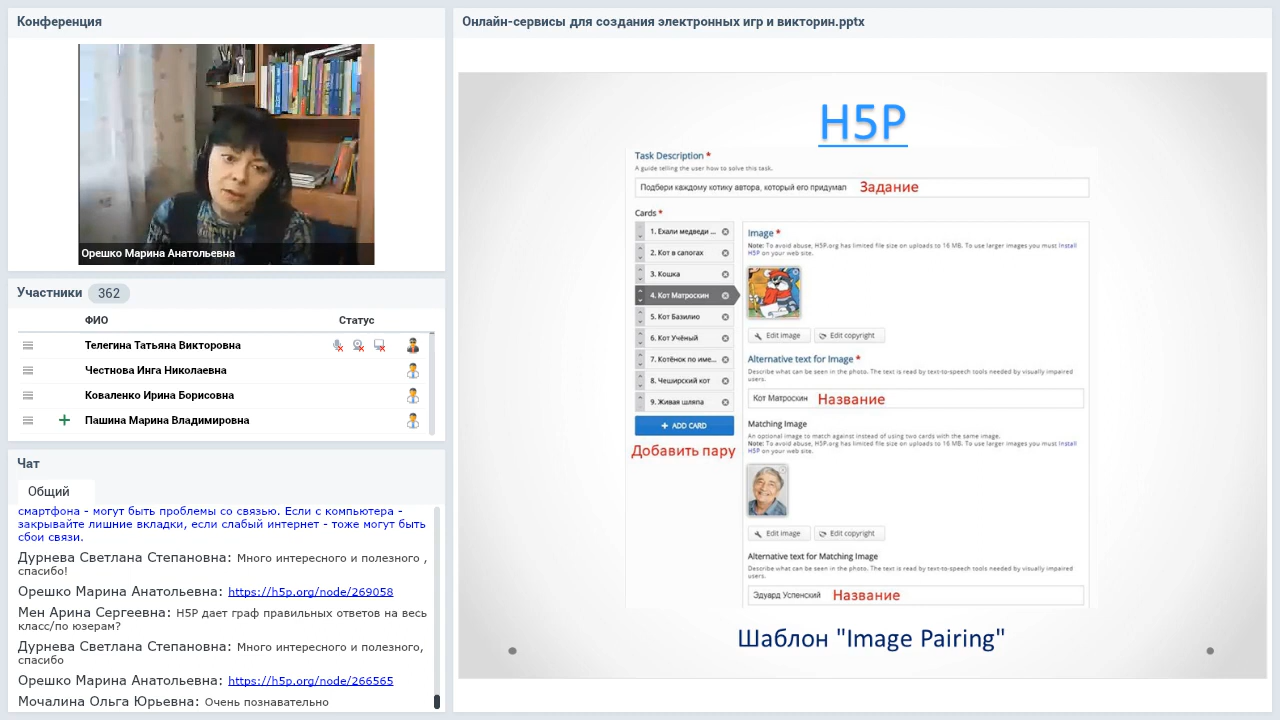 Конференция
Орешко Марина Анатольевна
Участники 362
ФИО Статус
Телегина Татьяна Викторовна
Честнова Инга Николаевна
Коваленко Ирина Борисовна
Пашина Марина Владимировна
Чат
Общий
смартфона - могут быть проблемы со связью. Если с компьютера -
закрывайте лишние вкладки, если слабый интернет - тоже могут быть
сбои связи.
Дурнева Светлана Степановна: Много интересного и полезного ,
спасибо!
Орешко Марина Анатольевна: https://h5p.org/node/269058
Мен Арина Сергеевна: H5P дает граф правильных ответов на весь
класс/по юзерам?
Дурнева Светлана Степановна: Много интересного и полезного,
спасибо
Орешко Марина Анатольевна: https://h5p.org/node/266565
Мочалина Ольга Юрьевна: Очень познавательно
Онлайн-сервисы для создания электронных игр и викторин.pptx
H5P
Task Description *
A guide telling the user how to solve this task.
Подбери каждому котику автора, который его придумал Задание
Cards *
1. Ехали медведи ...
2. Кот в сапогах
3. Кошка
4. Кот Матроскин
5. Кот Базилио
6. Кот Учёный
7. Котёнок по име...
8. Чеширский кот
9. Живая шляпа
+ ADD CARD
Добавить пару
Image *
Note: To avoid abuse, H5P.org has limited file size on uploads to 16 MB. To use larger images you must install
H5P on your web site.
Edit image Edit copyright
Alternative text for Image *
Describe what can be seen in the photo. The text is read by text-to-speech tools needed by visually impaired
users.
Кот Матроскин Название
Matching Image
An optional image to match against instead of using two cards with the same image.
Note: To avoid abuse, H5P.org has limited file size on uploads to 16 MB. To use larger images you must install
H5P on your web site.
Edit image Edit copyright
Alternative text for Matching Image
Describe what can be seen in the photo. The text is read by text-to-speech tools needed by visually impaired
users.
Эдуард Успенский Название
Шаблон "Image Pairing"